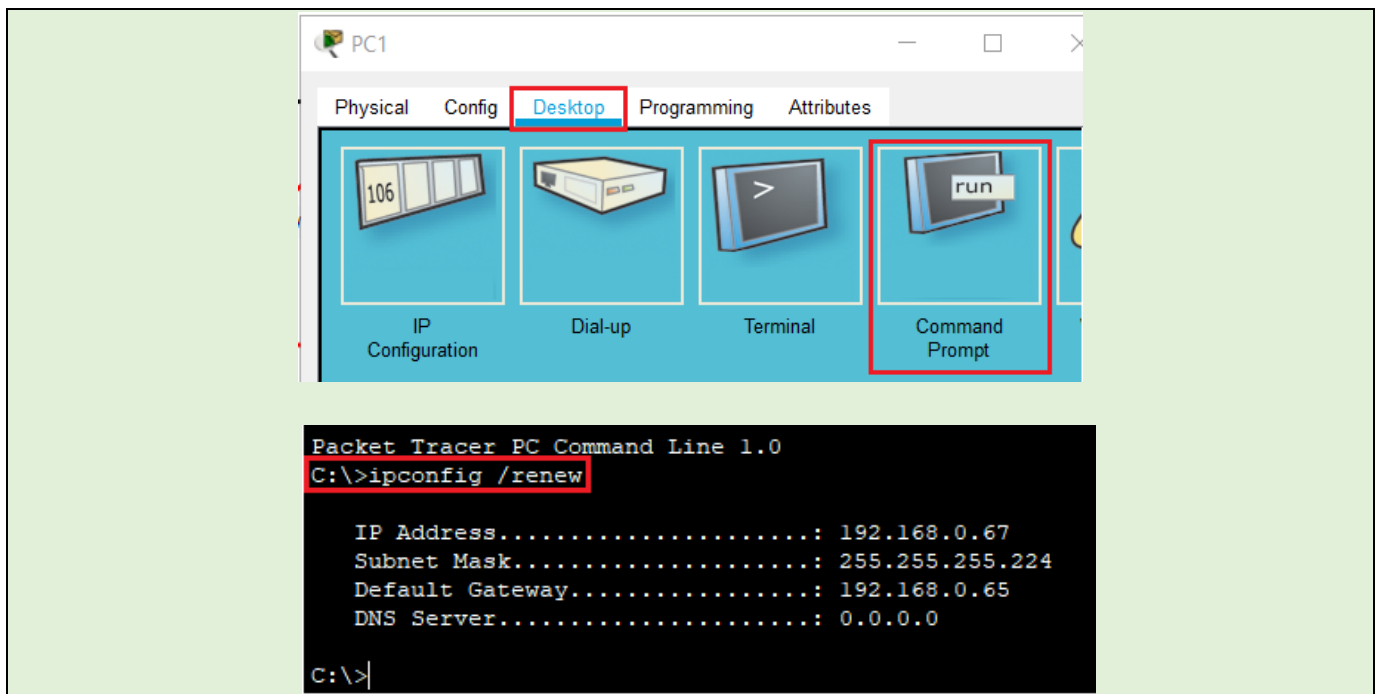 PC1
Physical Config Desktop Programming Attributes
106
>
run
IP Configuration
Dial-up
Terminal
Command Prompt
Packet Tracer PC Command Line 1.0
C:\>ipconfig /renew
IP Address......................: 192.168.0.67
Subnet Mask.....................: 255.255.255.224
Default Gateway.................: 192.168.0.65
DNS Server......................: 0.0.0.0
C:\>